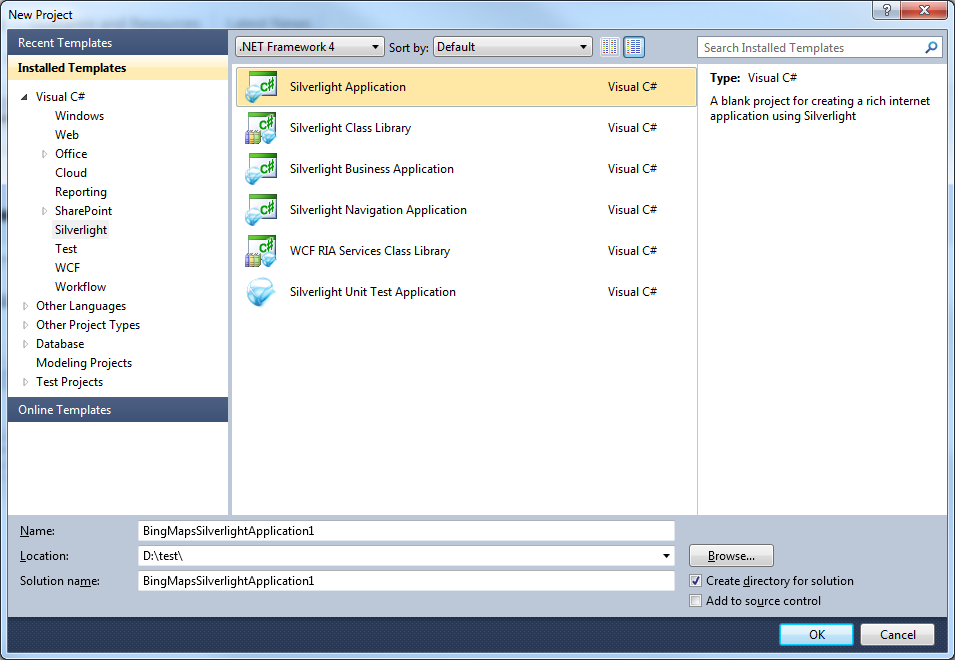 New Project
Recent Templates
Installed Templates
Visual C#
Windows
Web
Office
Cloud
Reporting
SharePoint
Silverlight
Test
WCF
Workflow
Other Languages
Other Project Types
Database
Modeling Projects
Test Projects
Online Templates
.NET Framework 4 Sort by: Default
Silverlight Application Visual C#
Silverlight Class Library Visual C#
Silverlight Business Application Visual C#
Silverlight Navigation Application Visual C#
WCF RIA Services Class Library Visual C#
Silverlight Unit Test Application Visual C#
Search Installed Templates
Type: Visual C#
A blank project for creating a rich internet
application using Silverlight
Name: BingMapsSilverlightApplication1
Location: D:\test\ Browse...
Solution name: BingMapsSilverlightApplication1
Create directory for solution
Add to source control
OK Cancel